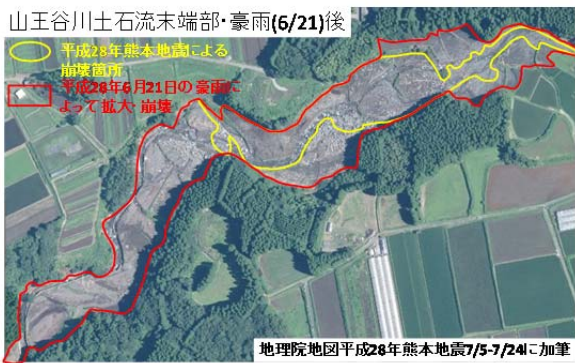 山王谷川土石流末端部・豪雨(6/21)後
平成28年熊本地震による
崩壊箇所
平成28年6月21日の豪雨に
よって拡大・崩壊
地理院地図平成28年熊本地震7/5-7/24に加筆